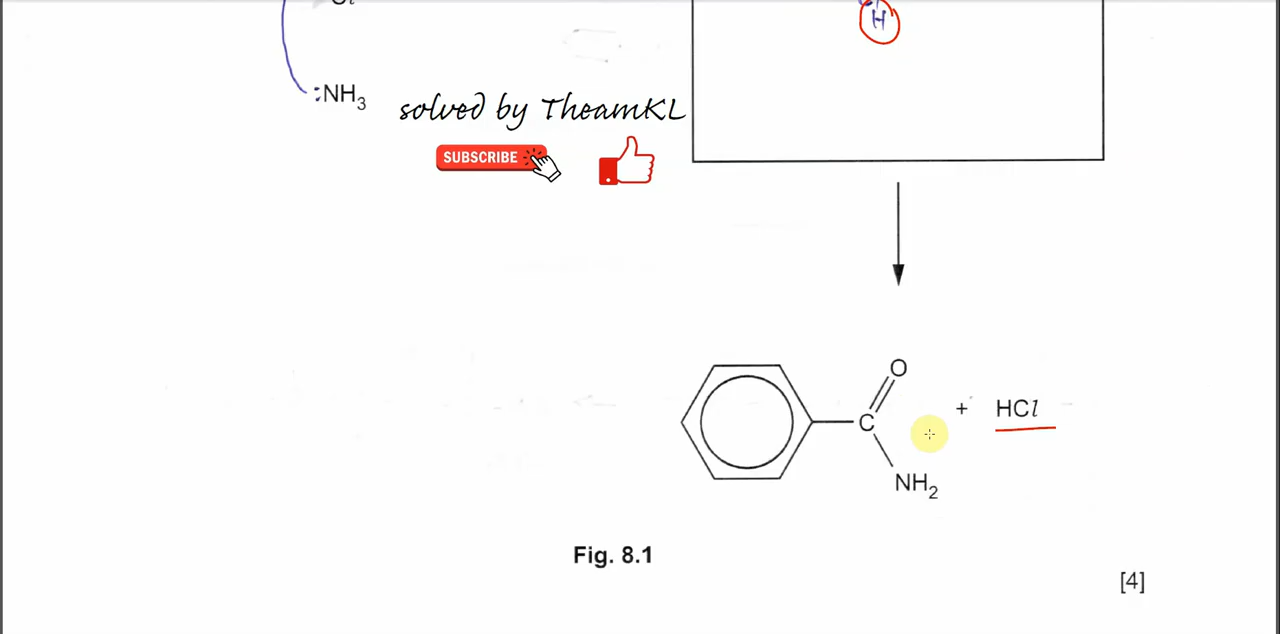 H
:NH3
solved by TheamKL
SUBSCRIBE
O
C
+ HCl
NH2
Fig. 8.1
[4]